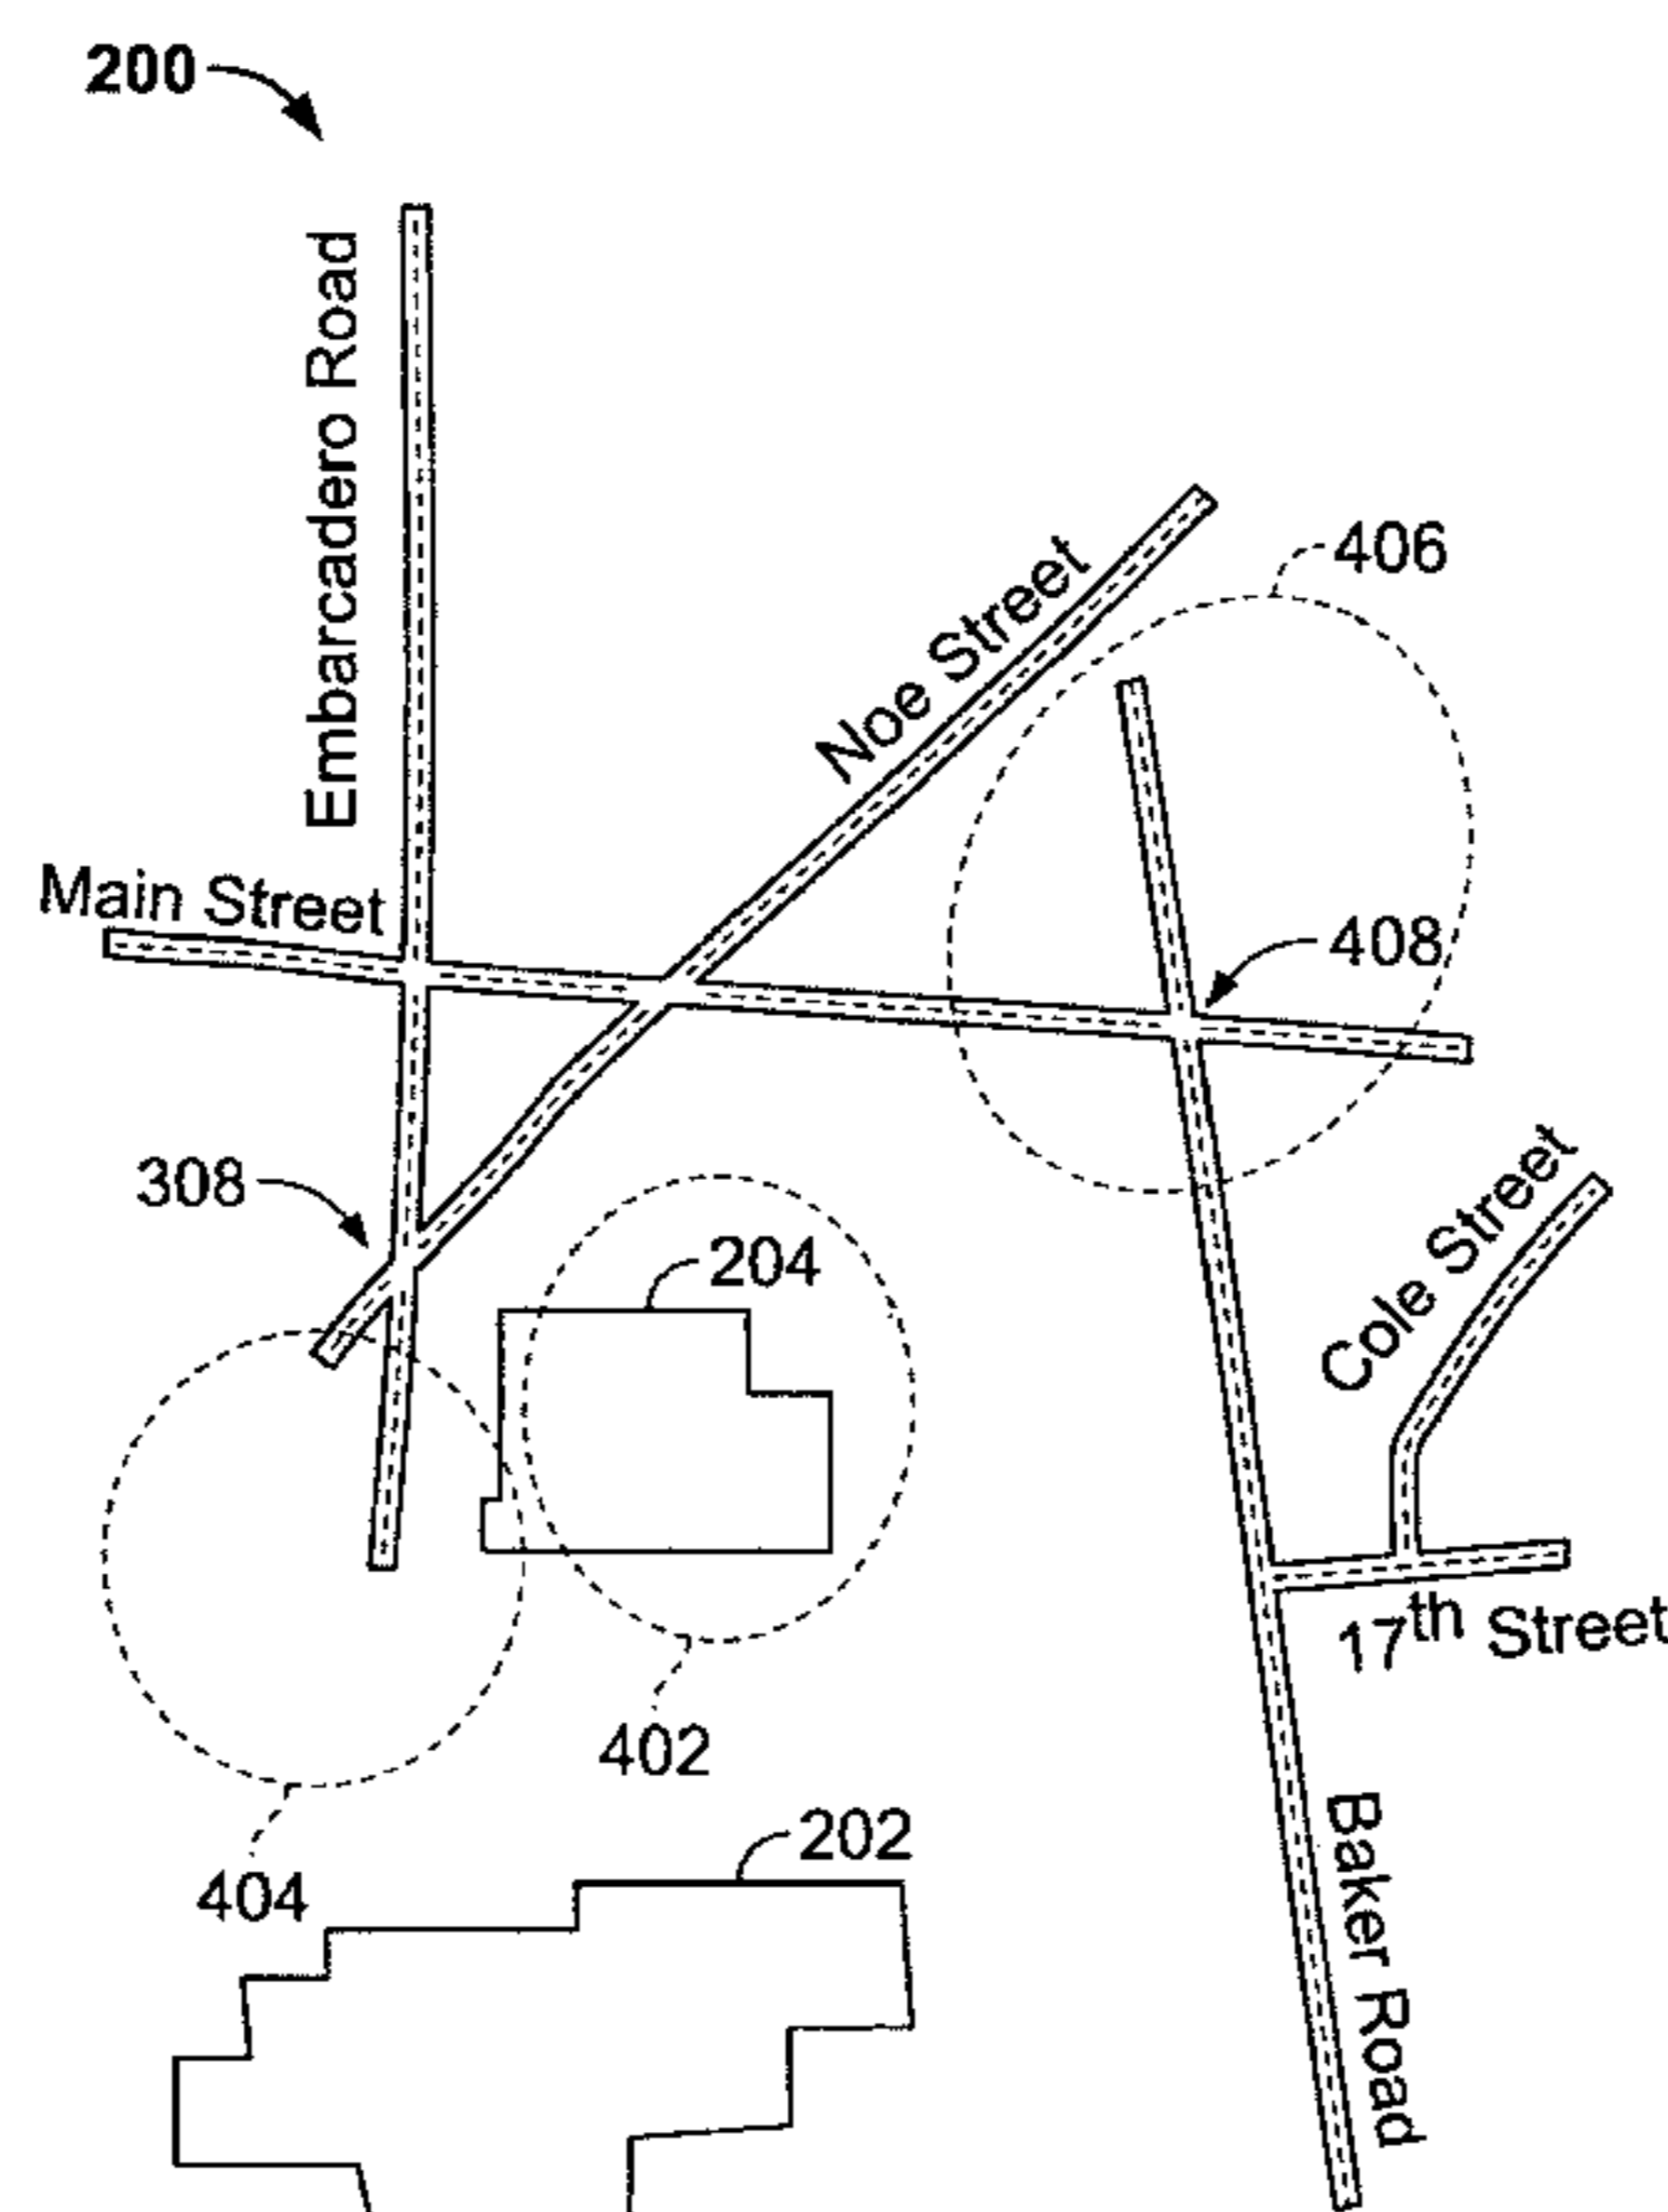 200
Embarcadero Road
Noe Street
406
Main Street
408
308
204
Cole Street
17th Street
402
202
404
Baker Road